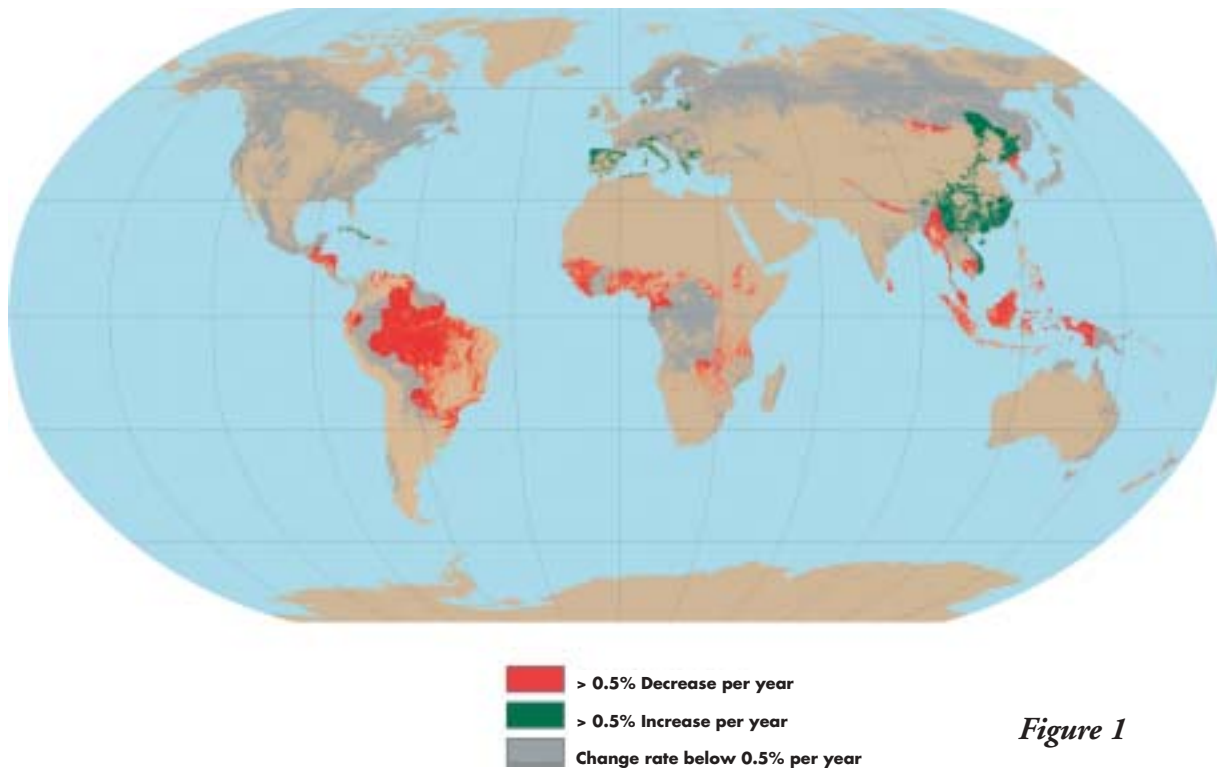 > 0.5% Decrease per year
> 0.5% Increase per year
Change rate below 0.5% per year
Figure 1